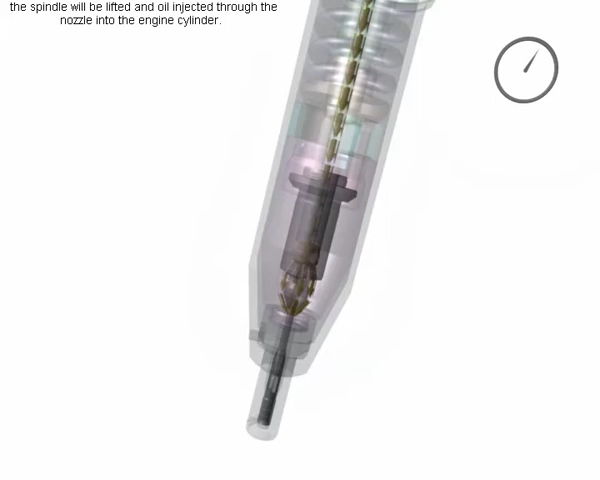 the spindle will be lifted and oil injected through the
nozzle into the engine cylinder.